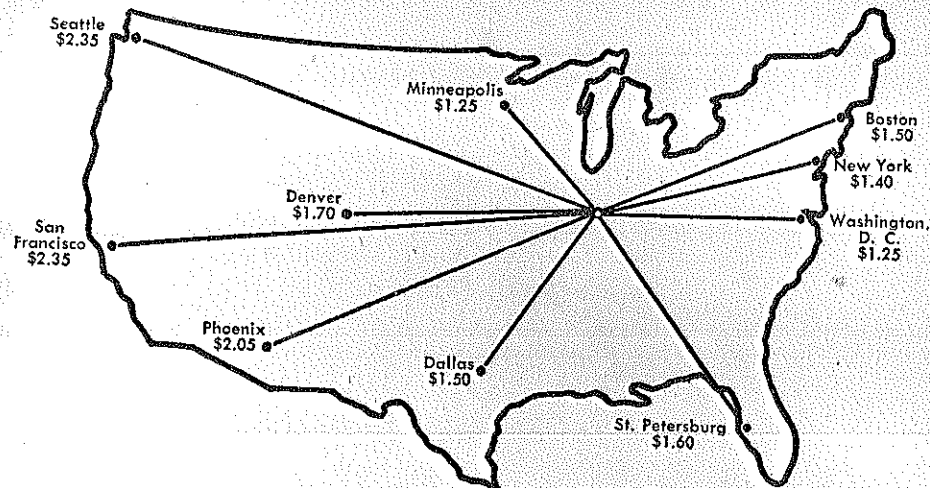 Seattle
$2.35
Minneapolis
$1.25
Boston
$1.50
New York
$1.40
Denver
$1.70
Washington,
D. C.
$1.25
San
Francisco
$2.35
Phoenix
$2.05
Dallas
$1.50
St. Petersburg
$1.60